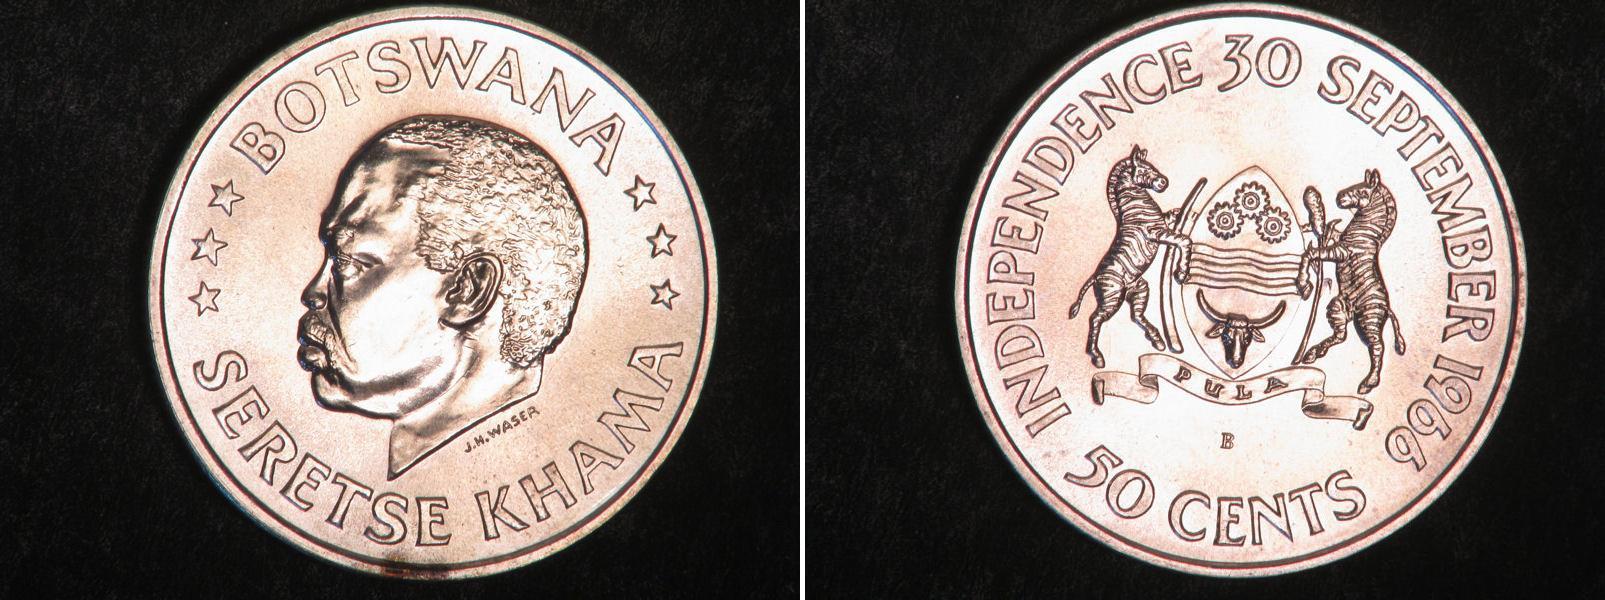 BOTSWANA
SERETSE KHAMA
J.H.WASER
INDEPENDENCE 30 SEPTEMBER 1966
PULA
B
50 CENTS